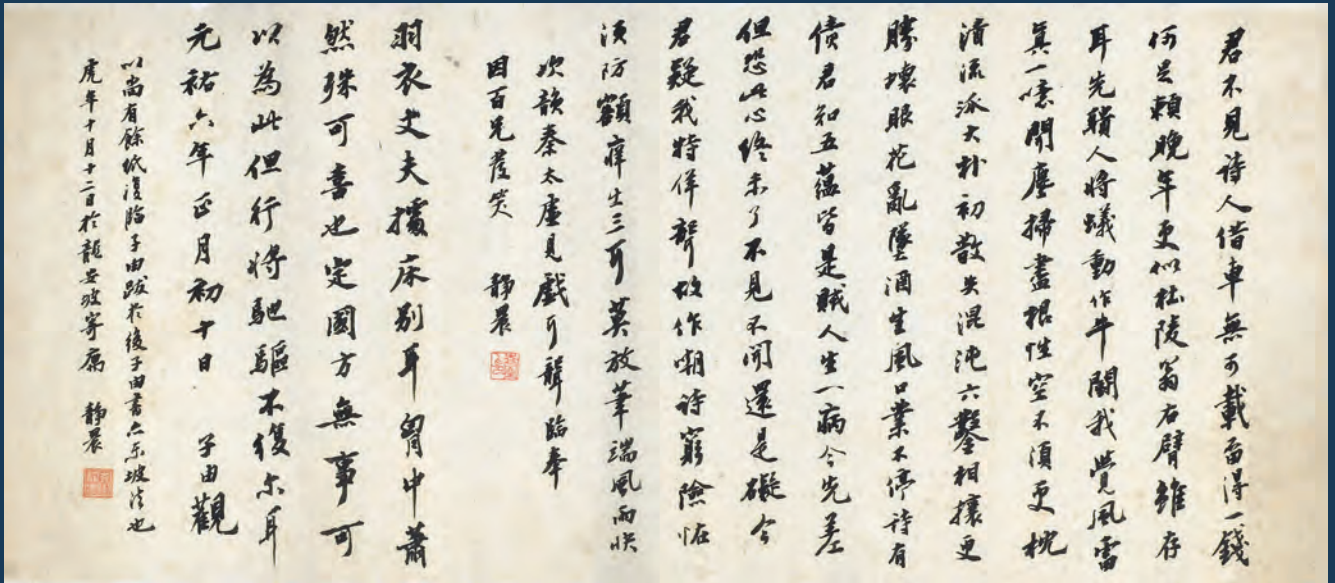 君不見詩人借車無可載留得一錢
何足賴晚年更似杜陵翁右臂雖存
耳先聵人將蟻動作牛鬭我覺風雷
真一噫聞塵掃盡根性空不須更枕
清流派大朴初散失混沌六鑿相攘更
勝壞眼花亂墜酒生風口業不停詩有
債君知五蘊皆是賊人生一病今先差
但恐此心終未了不見不聞還是礙今
君疑我特佯聾故作嘲詩窮險怪
須防額癢出三耳莫放筆端風雨快
次韻秦太虛見戲耳聾臨奉
因百兄笑 靜農
羽衣丈夫據床剔耳胷中蕭
然殊可喜也定國方無事可
以為此但行將馳驅不復尔耳
元祐六年正月初十日 子由觀
以尚有餘紙復臨子由跋於後子由書亦東坡法也
虎年十月十二日於龍安坡寄廡 靜農